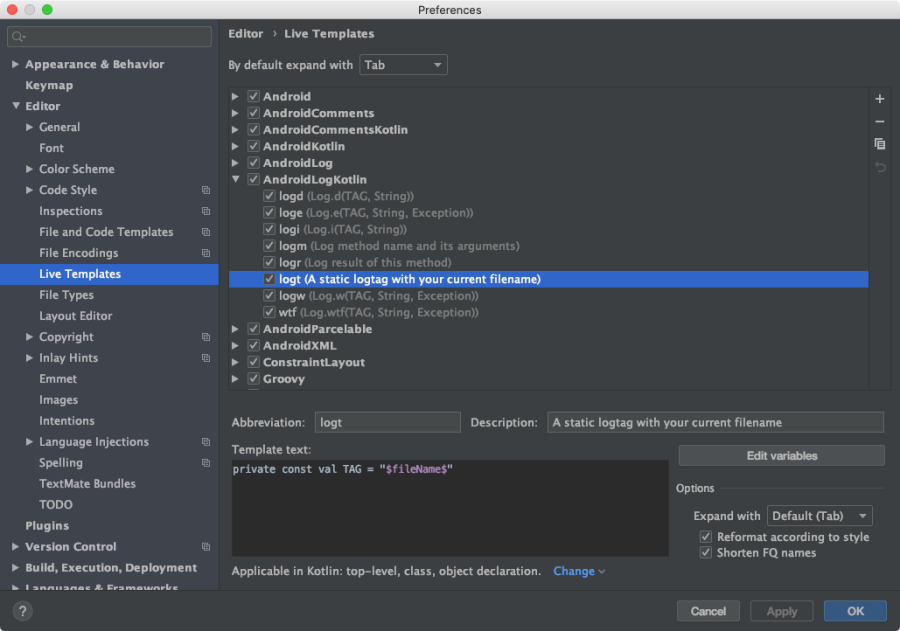 Preferences
Appearance & Behavior
Keymap
Editor
General
Font
Color Scheme
Code Style
Inspections
File and Code Templates
File Encodings
Live Templates
File Types
Layout Editor
Copyright
Inlay Hints
Emmet
Images
Intentions
Language Injections
Spelling
TextMate Bundles
TODO
Plugins
Version Control
Build, Execution, Deployment
Languages & Frameworks
Editor › Live Templates
By default expand with Tab
Android
AndroidComments
AndroidCommentsKotlin
AndroidKotlin
AndroidLog
AndroidLogKotlin
logd (Log.d(TAG, String))
loge (Log.e(TAG, String, Exception))
logi (Log.i(TAG, String))
logm (Log method name and its arguments)
logr (Log result of this method)
logt (A static logtag with your current filename)
logw (Log.w(TAG, String, Exception))
wtf (Log.wtf(TAG, String, Exception))
AndroidParcelable
AndroidXML
ConstraintLayout
Groovy
Abbreviation: logt Description: A static logtag with your current filename
Template text:
private const val TAG = "$fileName$"
Edit variables
Options
Expand with Default (Tab)
Reformat according to style
Shorten FQ names
Applicable in Kotlin: top-level, class, object declaration. Change
? Cancel Apply OK